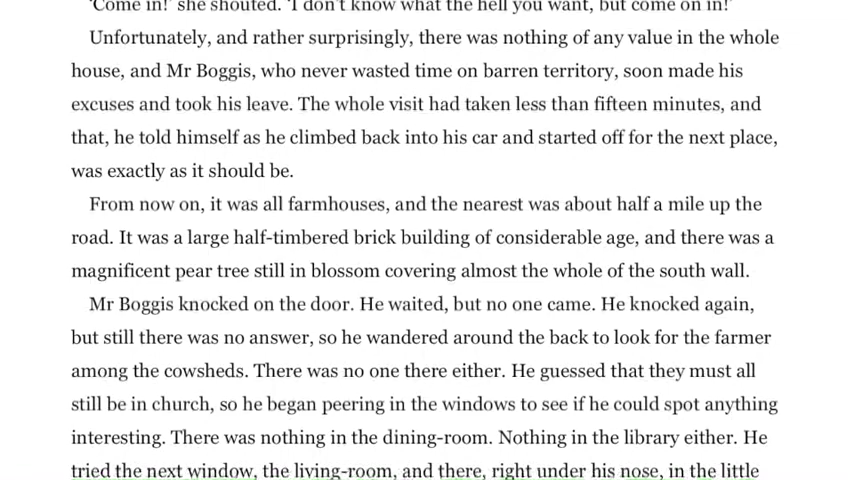 'Come in!' she shouted. 'I don't know what the hell you want, but come on in!'
Unfortunately, and rather surprisingly, there was nothing of any value in the whole
house, and Mr Boggis, who never wasted time on barren territory, soon made his
excuses and took his leave. The whole visit had taken less than fifteen minutes, and
that, he told himself as he climbed back into his car and started off for the next place,
was exactly as it should be.
From now on, it was all farmhouses, and the nearest was about half a mile up the
road. It was a large half-timbered brick building of considerable age, and there was a
magnificent pear tree still in blossom covering almost the whole of the south wall.
Mr Boggis knocked on the door. He waited, but no one came. He knocked again,
but still there was no answer, so he wandered around the back to look for the farmer
among the cowsheds. There was no one there either. He guessed that they must all
still be in church, so he began peering in the windows to see if he could spot anything
interesting. There was nothing in the dining-room. Nothing in the library either. He
tried the next window, the living-room, and there, right under his nose, in the little